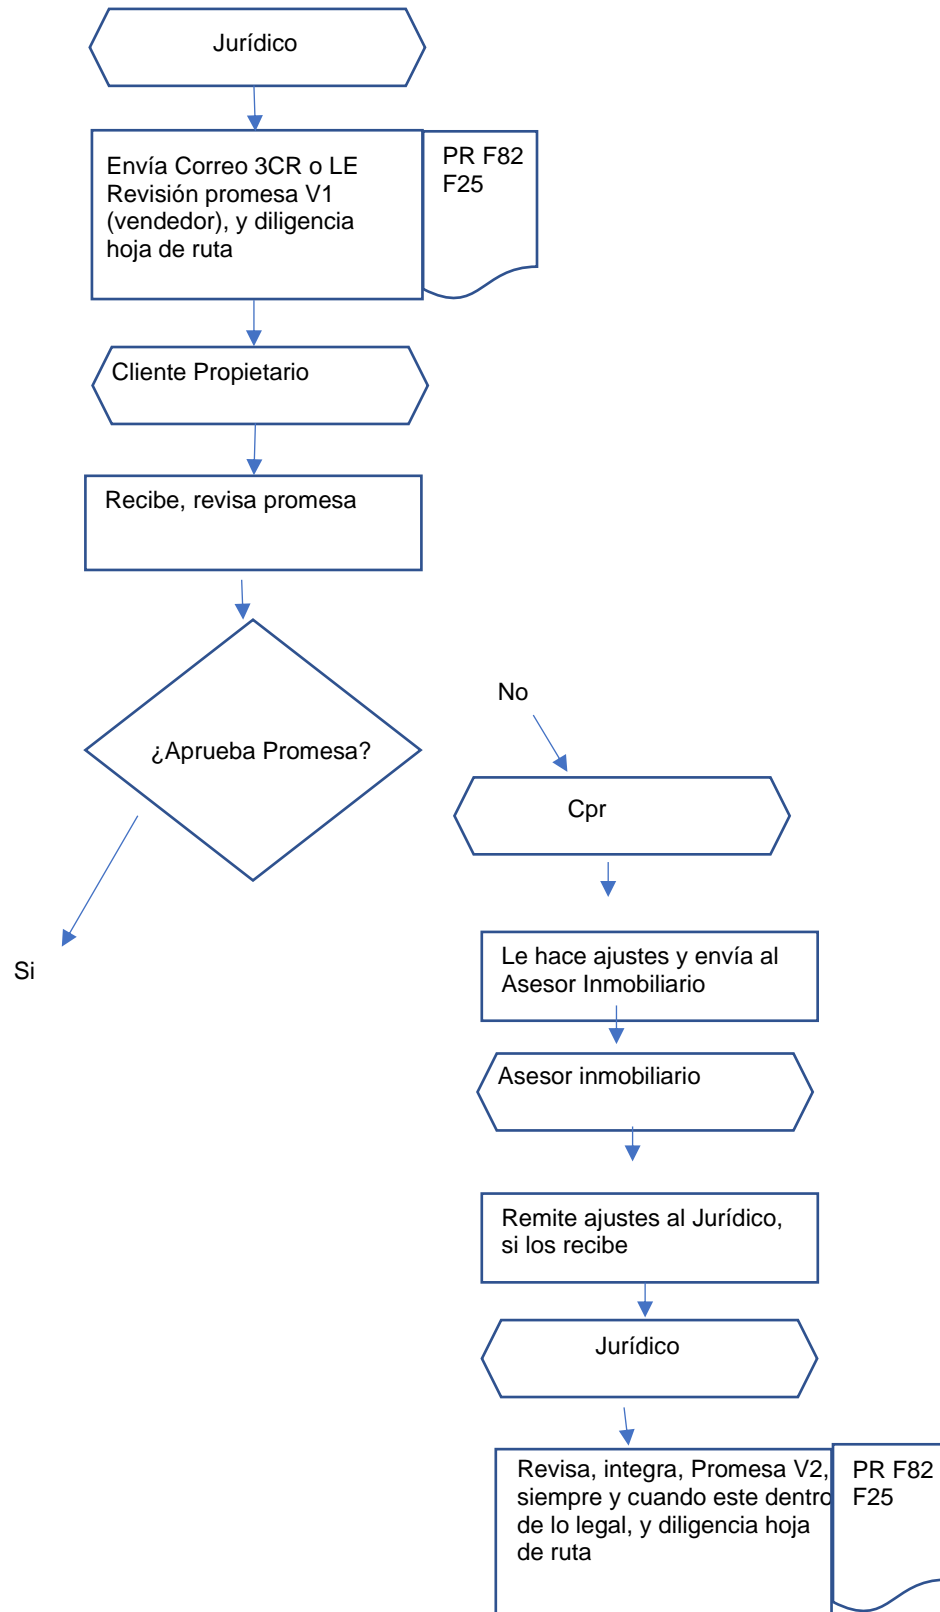 Jurídico
Envía Correo 3CR o LE
Revisión promesa V1
(vendedor), y diligencia
hoja de ruta
PR F82
F25
Cliente Propietario
Recibe, revisa promesa
¿Aprueba Promesa?
No
Si
Cpr
Le hace ajustes y envía al
Asesor Inmobiliario
Asesor inmobiliario
Remite ajustes al Jurídico,
si los recibe
Jurídico
Revisa, integra, Promesa V2,
siempre y cuando este dentro
de lo legal, y diligencia hoja
de ruta
PR F82
F25